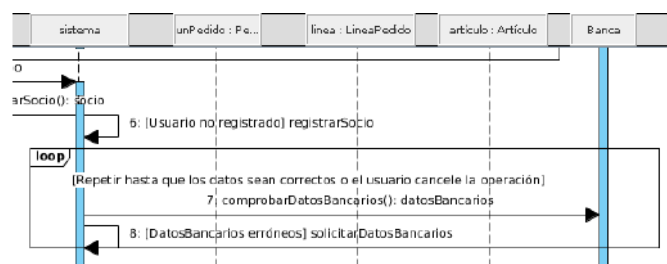 sistema
unPedido : Pe...
linea : LineaPedido
articulo : Artículo
Banca
arSocio(): socio
6: [Usuario no registrado] registrarSocio
loop
[Repetir hasta que los datos sean correctos o el usuario cancele la operación]
7: comprobarDatosBancarios(): datosBancarios
8: [DatosBancarios erróneos] solicitarDatosBancarios